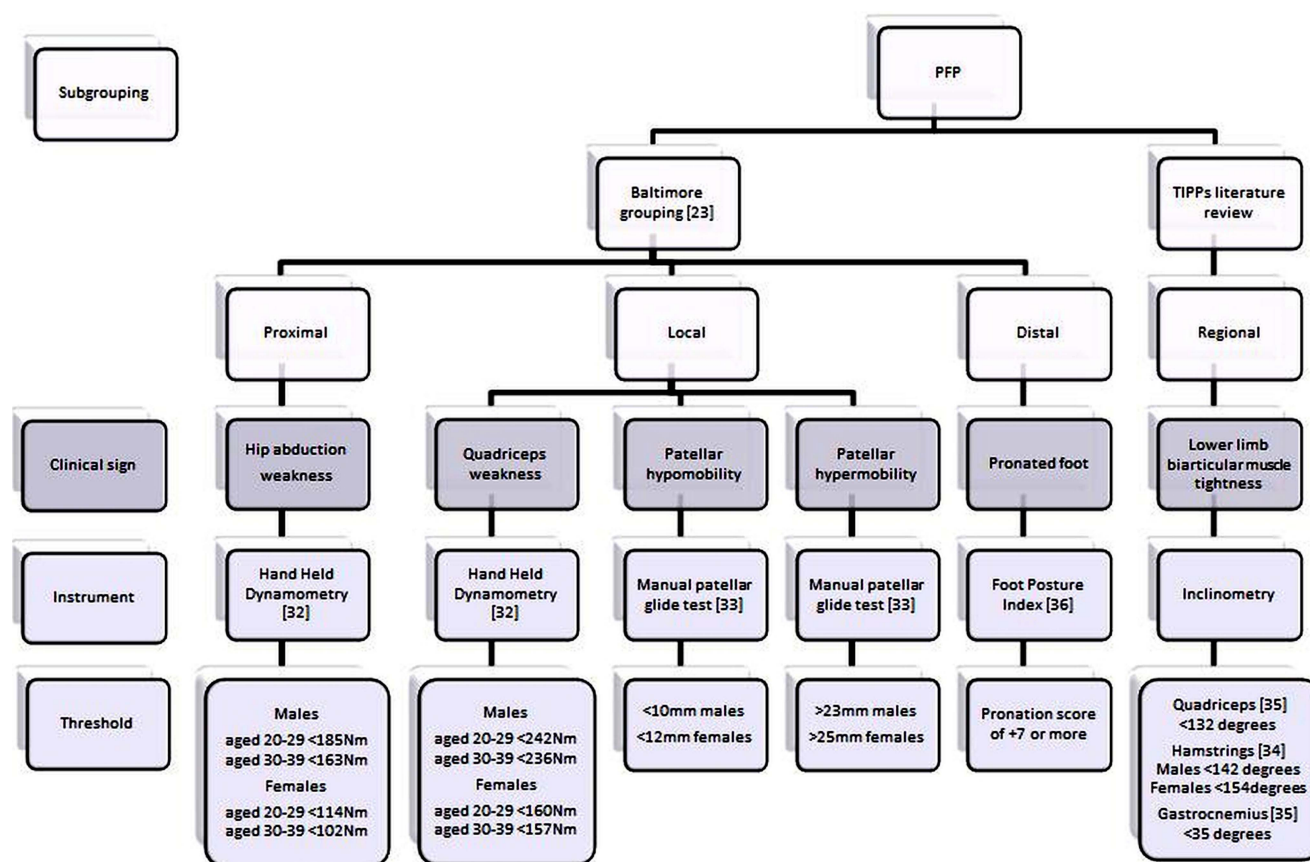 Subgrouping
PFP
Baltimore
grouping [23]
TIPPs literature
review
Proximal
Local
Distal
Regional
Clinical sign
Hip abduction
weakness
Quadriceps
weakness
Patellar
hypomobility
Patellar
hypermobility
Pronated foot
Lower limb
biarticular muscle
tightness
Instrument
Hand Held
Dynamometry
[32]
Hand Held
Dynamometry
[32]
Manual patellar
glide test [33]
Manual patellar
glide test [33]
Foot Posture
Index [36]
Inclinometry
Threshold
Males
aged 20-29 <185Nm
aged 30-39 <163Nm
Females
aged 20-29 <114Nm
aged 30-39 <102Nm
Males
aged 20-29 <242Nm
aged 30-39 <236Nm
Females
aged 20-29 <160Nm
aged 30-39 <157Nm
<10mm males
<12mm females
>23mm males
>25mm females
Pronation score
of +7 or more
Quadriceps [35]
<132 degrees
Hamstrings [34]
Males <142 degrees
Females <154degrees
Gastrocnemius [35]
<35 degrees